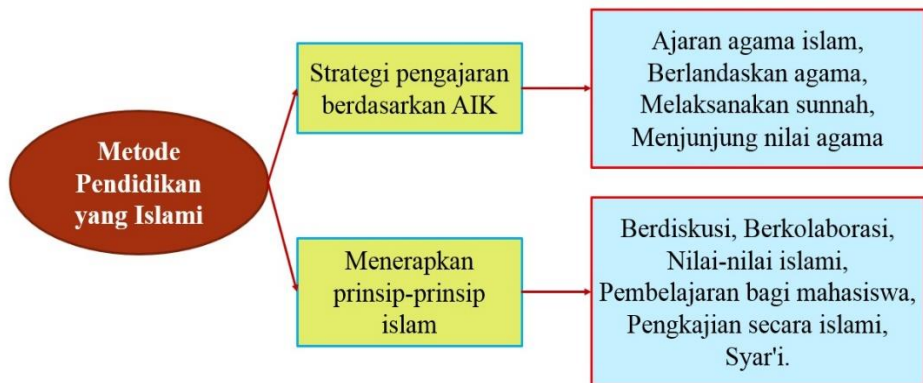 Metode
Pendidikan
yang Islami
Strategi pengajaran
berdasarkan AIK
Ajaran agama islam,
Berlandaskan agama,
Melaksanakan sunnah,
Menjunjung nilai agama
Menerapkan
prinsip-prinsip
islam
Berdiskusi, Berkolaborasi,
Nilai-nilai islami,
Pembelajaran bagi mahasiswa,
Pengkajian secara islami,
Syar'i.